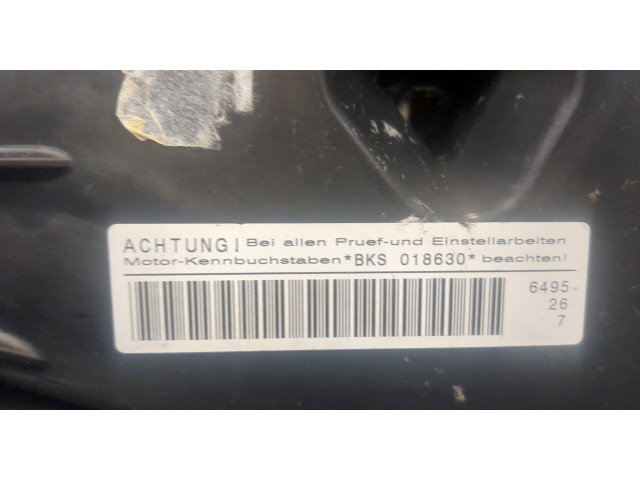 ACHTUNG! Bei allen Pruef-und Einstellarbeiten
Motor-Kennbuchstaben *BKS 018630* beachten!
6495-
26
7